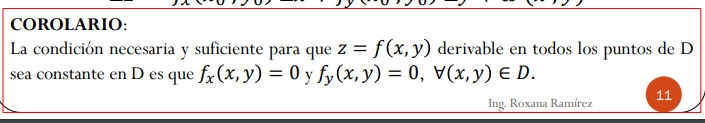 COROLARIO:
La condición necesaria y suficiente para que z = f(x, y) derivable en todos los puntos de D
sea constante en D es que fₓ(x, y) = 0 y f_y(x, y) = 0, ∀(x, y) ∈ D.
Ing. Roxana Ramírez
11